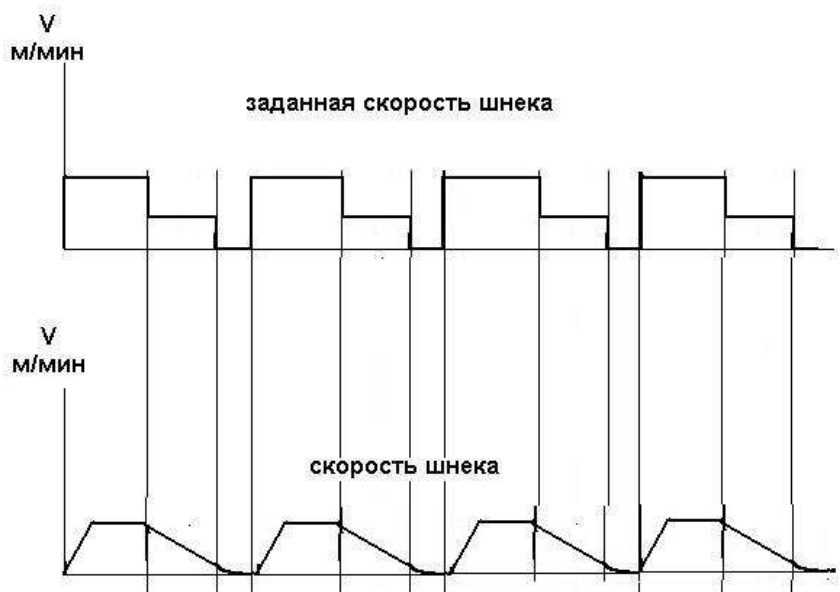 V
м/мин
заданная скорость шнека
V
м/мин
скорость шнека